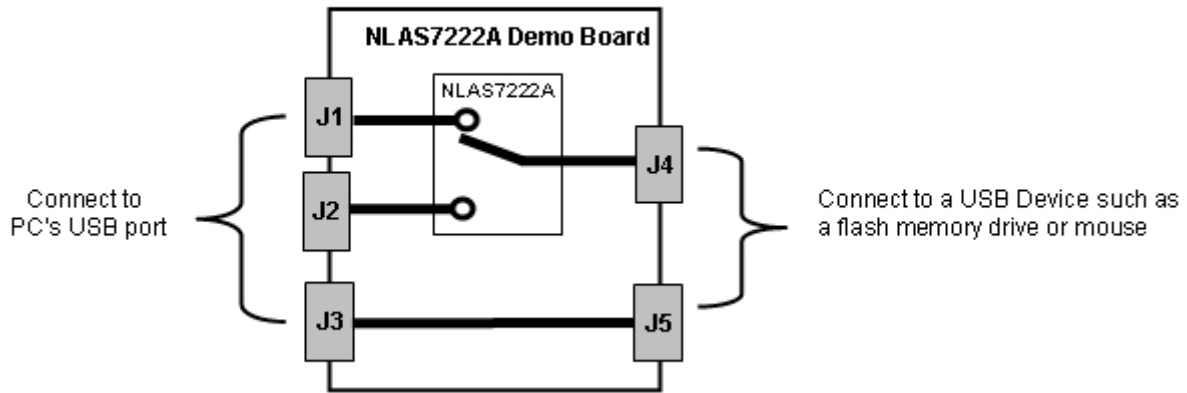 NLAS7222A Demo Board
NLAS7222A
J1
J2
J3
J4
J5
Connect to
PC's USB port
Connect to a USB Device such as
a flash memory drive or mouse